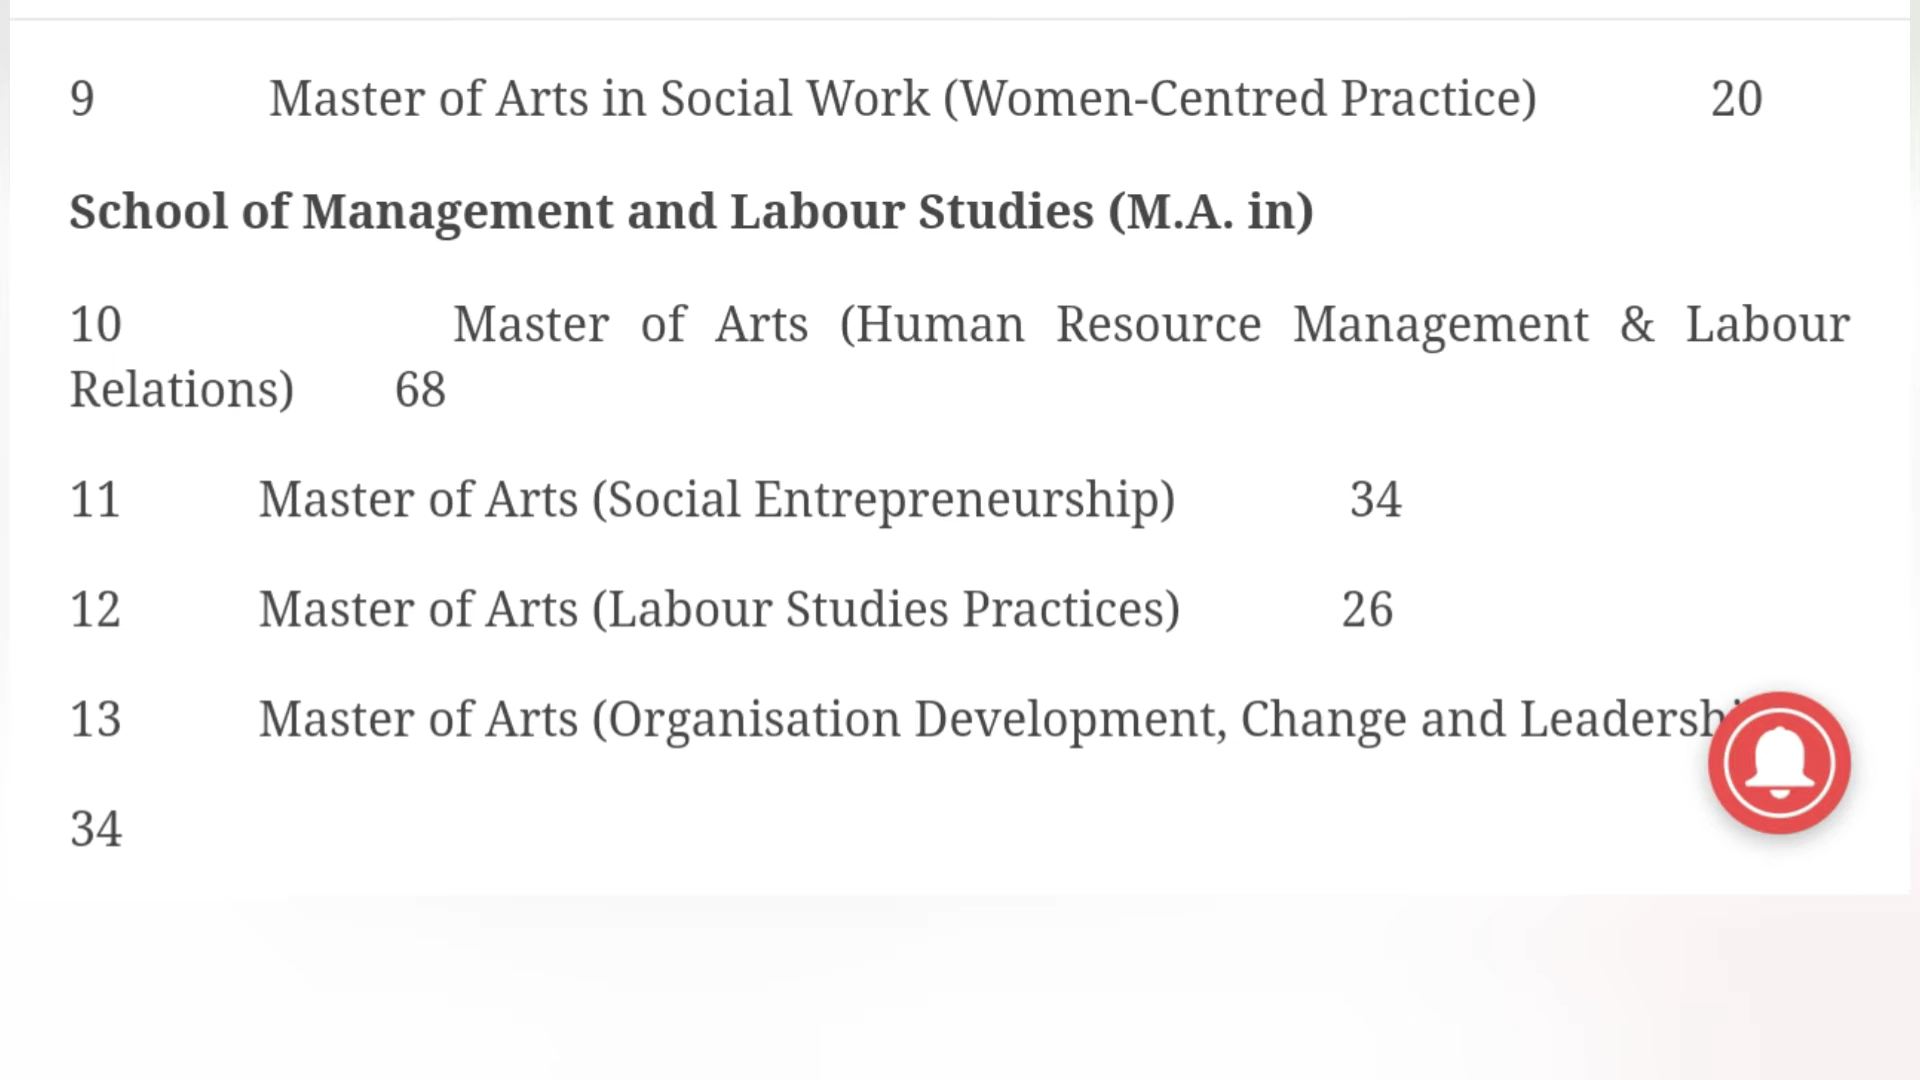 9 Master of Arts in Social Work (Women-Centred Practice) 20
School of Management and Labour Studies (M.A. in)
10 Master of Arts (Human Resource Management & Labour
Relations) 68
11 Master of Arts (Social Entrepreneurship) 34
12 Master of Arts (Labour Studies Practices) 26
13 Master of Arts (Organisation Development, Change and
34